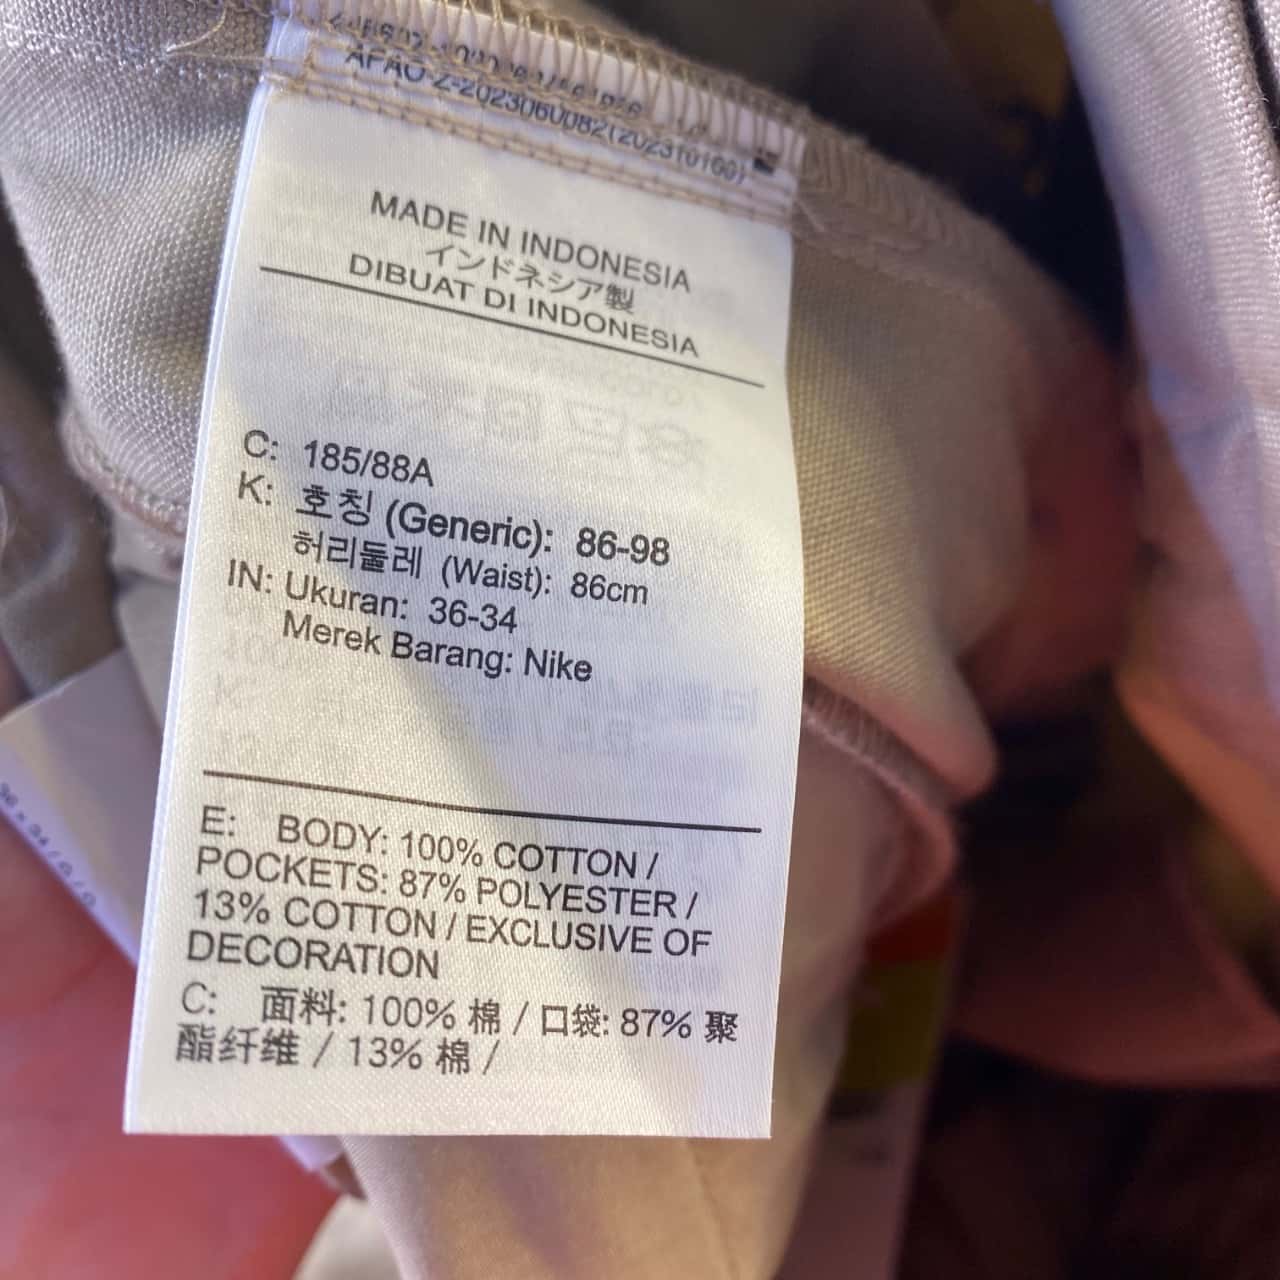 APAO Z-2023060082(20231016G)
MADE IN INDONESIA
インドネシア製
DIBUAT DI INDONESIA
C: 185/88A
K: 호칭 (Generic): 86-98
허리둘레 (Waist): 86cm
IN: Ukuran: 36-34
Merek Barang: Nike
E: BODY: 100% COTTON /
POCKETS: 87% POLYESTER /
13% COTTON / EXCLUSIVE OF
DECORATION
C: 面料: 100% 棉 / 口袋: 87% 聚
酯纤维 / 13% 棉 /